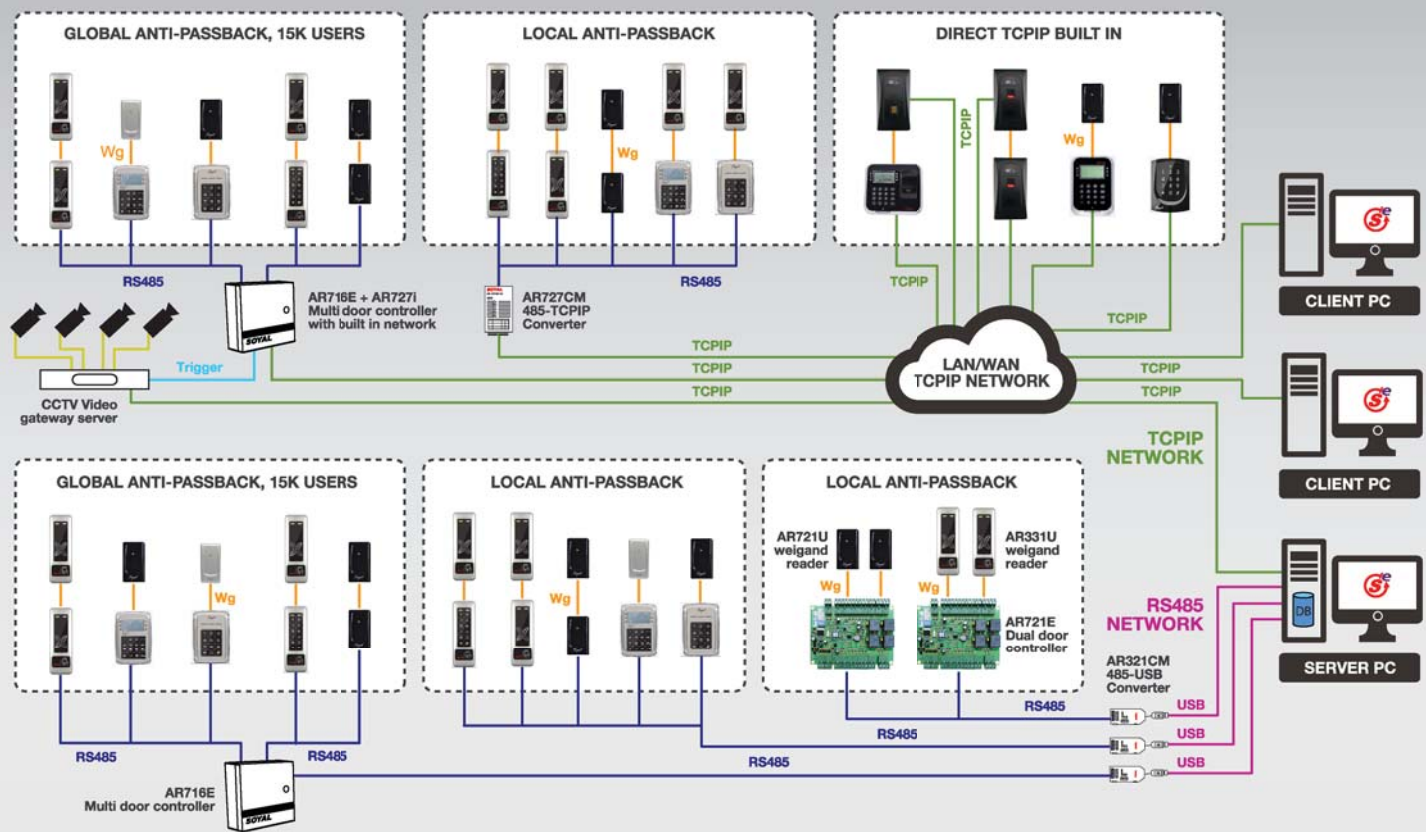 GLOBAL ANTI-PASSBACK, 15K USERS
Wg
RS485
RS485
AR716E + AR727i
Multi door controller
with built in network
SOYAL
Trigger
CCTV Video
gateway server
LOCAL ANTI-PASSBACK
Wg
RS485
RS485
SOYAL
AR727CM
485-TCPIP
Converter
DIRECT TCPIP BUILT IN
TCPIP
TCPIP
Wg
TCPIP
TCPIP
TCPIP
TCPIP
TCPIP
TCPIP
TCPIP
TCPIP
LAN/WAN
TCPIP NETWORK
CLIENT PC
CLIENT PC
TCPIP
NETWORK
GLOBAL ANTI-PASSBACK, 15K USERS
Wg
RS485
RS485
AR716E
Multi door controller
SOYAL
LOCAL ANTI-PASSBACK
Wg
LOCAL ANTI-PASSBACK
AR721U
weigand
reader
AR331U
weigand
reader
Wg
Wg
AR721E
Dual door
controller
RS485
RS485
RS485
RS485
NETWORK
AR321CM
485-USB
Converter
USB
USB
USB
DB
SERVER PC